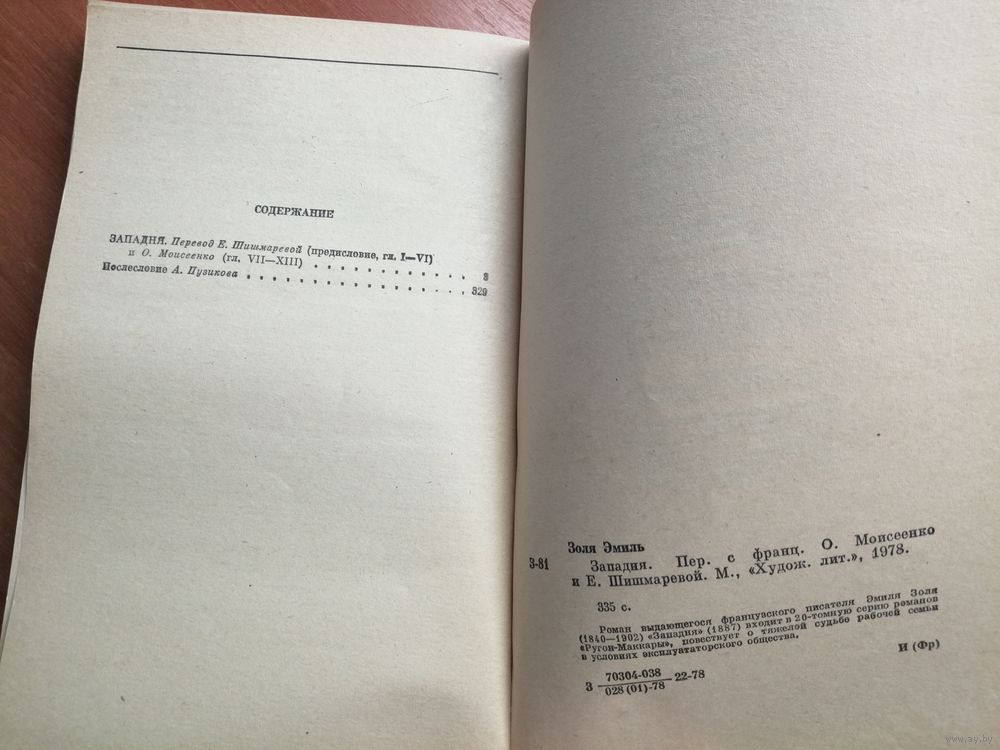 СОДЕРЖАНИЕ
ЗАПАДНЯ. Перевод Е. Шишмаревой (предисловие, гл. I—VI)
и О. Моисеенко (гл. VII—XIII) . . . . . . . . . . . . 3
Послесловие А. Пузикова . . . . . . . . . . . . . . . . . 329
Золя Эмиль
З-81 Западня. Пер. с франц. О. Моисеенко
и Е. Шишмаревой. М., «Худож. лит.», 1978.
335 с.
Роман выдающегося французского писателя Эмиля Золя
(1840—1902) «Западня» (1887) входит в 20-томную серию романов
«Ругон-Маккары», повествует о тяжелой судьбе рабочей семьи
в условиях эксплуататорского общества.
И (Фр)
70304-038
З 22-78
028 (01)-78
www.ay.by